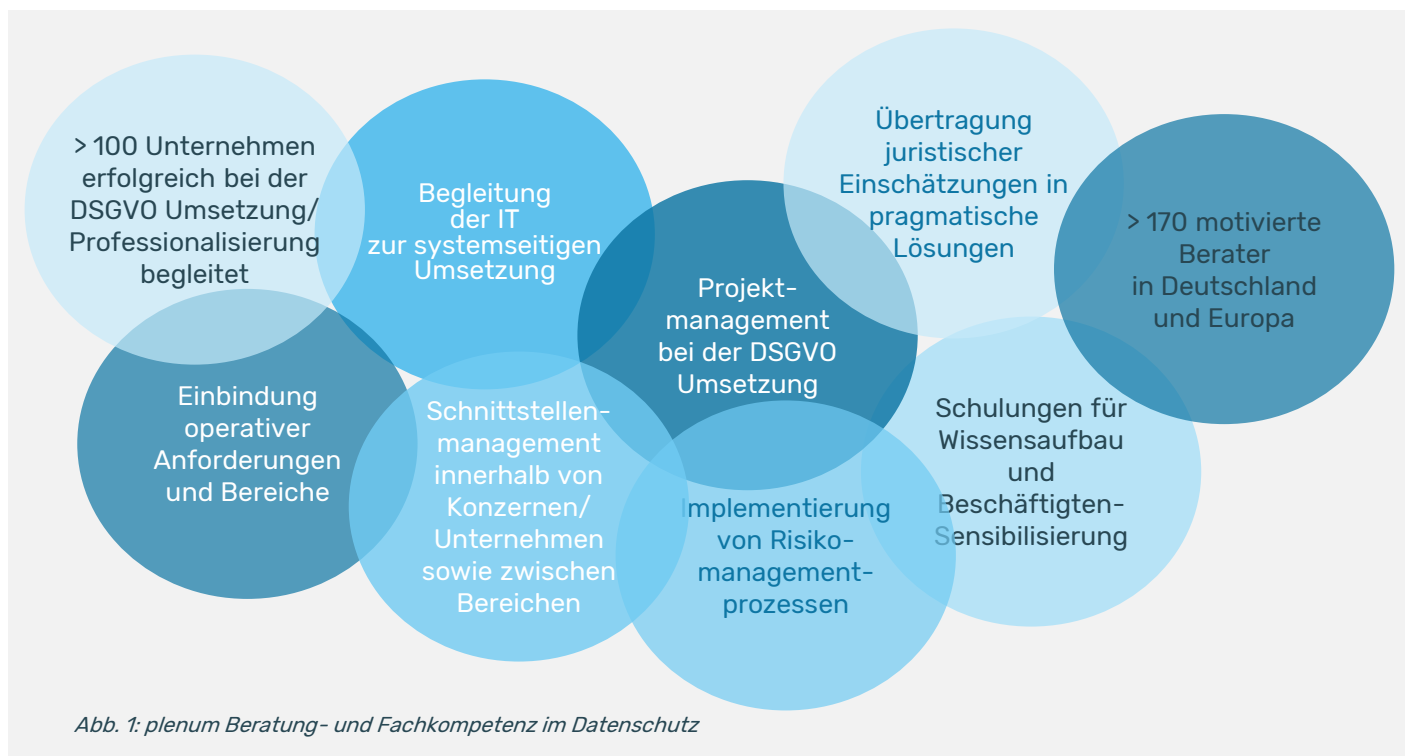 > 100 Unternehmen
erfolgreich bei der
DSGVO Umsetzung/
Professionalisierung
begleitet
Begleitung
der IT
zur systemseitigen
Umsetzung
Übertragung
juristischer
Einschätzungen in
pragmatische
Lösungen
> 170 motivierte
Berater
in Deutschland
und Europa
Projekt-
management
bei der DSGVO
Umsetzung
Einbindung
operativer
Anforderungen
und Bereiche
Schnittstellen-
management
innerhalb von
Konzernen/
Unternehmen
sowie zwischen
Bereichen
Implementierung
von Risiko-
management-
prozessen
Schulungen für
Wissensaufbau
und
Beschäftigten-
Sensibilisierung
Abb. 1: plenum Beratung- und Fachkompetenz im Datenschutz